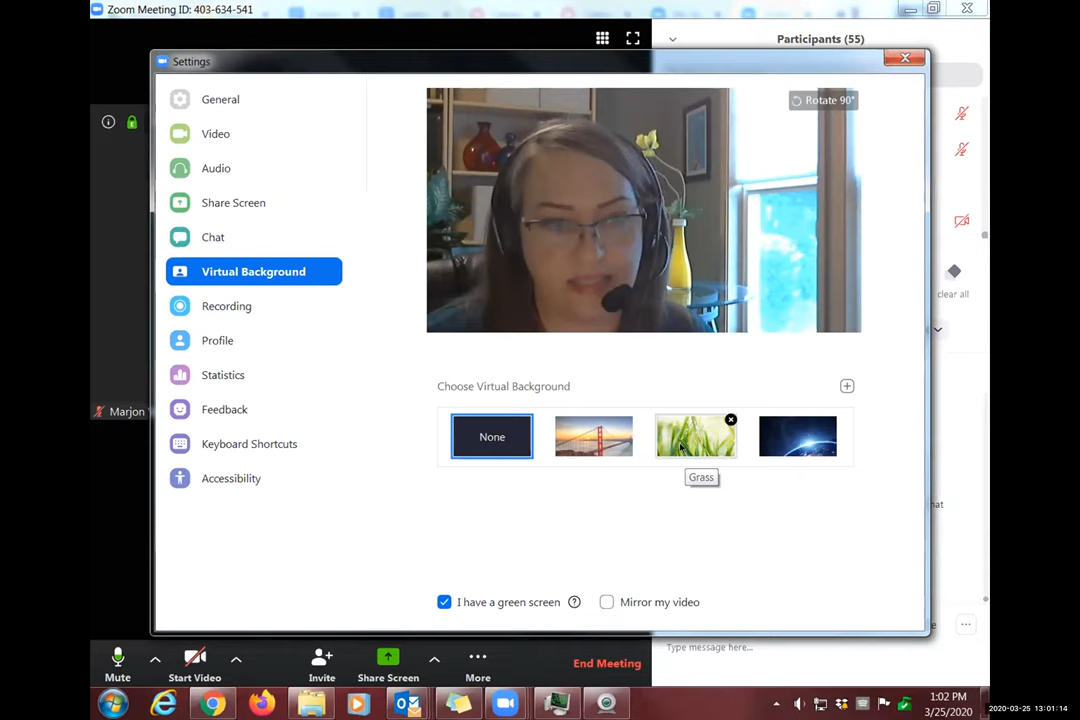 Zoom Meeting ID: 403-634-541
Participants (55)
Settings
General
Video
Audio
Share Screen
Chat
Virtual Background
Recording
Profile
Statistics
Feedback
Keyboard Shortcuts
Accessibility
Rotate 90°
Choose Virtual Background
None
Grass
I have a green screen
Mirror my video
clear all
Marjon
Type message here...
Mute
Start Video
Invite
Share Screen
More
End Meeting
1:02 PM
3/25/2020
2020-03-25 13:01:14